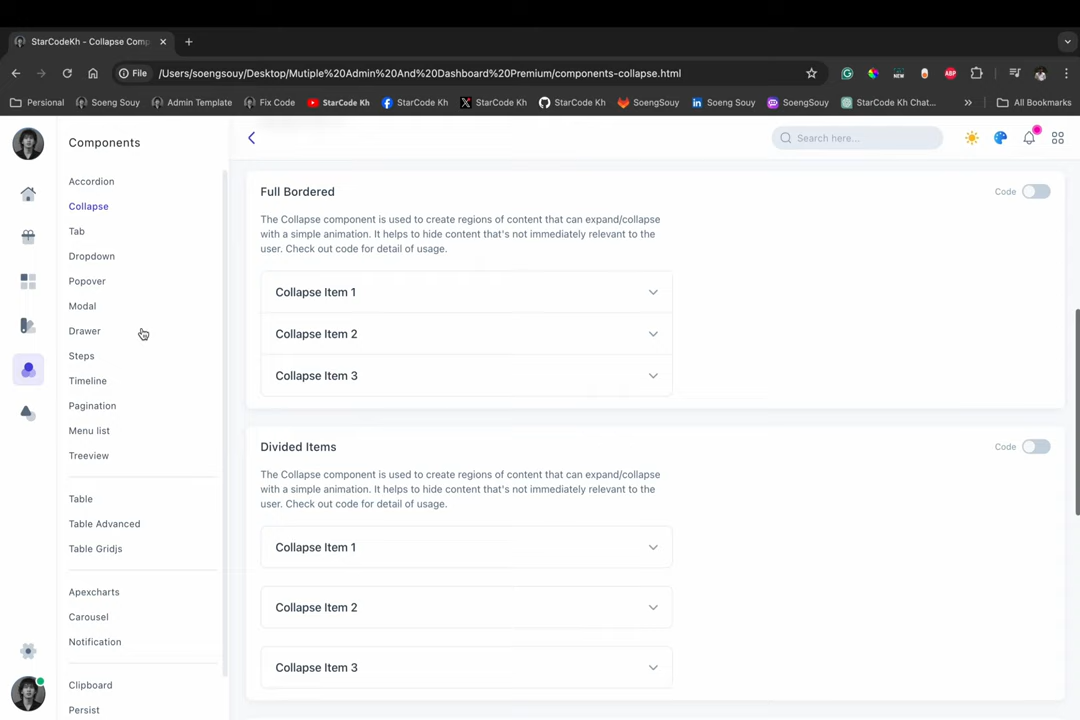 StarCodeKh - Collapse Comp
File
/Users/soengsouy/Desktop/Mutiple%20Admin%20And%20Dashboard%20Premium/components-collapse.html
NEW
ABP
Personal
Soeng Souy
Admin Template
Fix Code
StarCode Kh
StarCode Kh
StarCode Kh
StarCode Kh
SoengSouy
Soeng Souy
SoengSouy
StarCode Kh Chat...
»
All Bookmarks
Components
Search here...
Accordion
Collapse
Tab
Dropdown
Popover
Modal
Drawer
Steps
Timeline
Pagination
Menu list
Treeview
Table
Table Advanced
Table Gridjs
Apexcharts
Carousel
Notification
Clipboard
Persist
Full Bordered
Code
The Collapse component is used to create regions of content that can expand/collapse
with a simple animation. It helps to hide content that's not immediately relevant to the
user. Check out code for detail of usage.
Collapse Item 1
Collapse Item 2
Collapse Item 3
Divided Items
Code
The Collapse component is used to create regions of content that can expand/collapse
with a simple animation. It helps to hide content that's not immediately relevant to the
user. Check out code for detail of usage.
Collapse Item 1
Collapse Item 2
Collapse Item 3